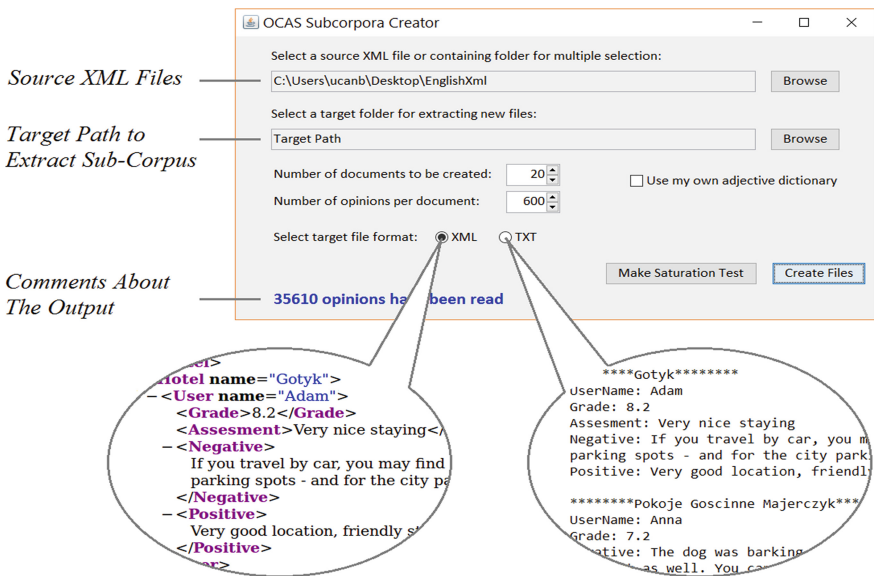 OCAS Subcorpora Creator
Select a source XML file or containing folder for multiple selection:
Source XML Files
C:\Users\ucanb\Desktop\EnglishXml
Browse
Select a target folder for extracting new files:
Target Path to
Extract Sub-Corpus
Target Path
Browse
Number of documents to be created:
20
Use my own adjective dictionary
Number of opinions per document:
600
Select target file format:
XML
TXT
Make Saturation Test
Create Files
Comments About
The Output
35610 opinions been read
name="Gotyk">
−<User name="Adam">
<Grade>8.2</Grade>
<Assesment>Very nice staying</
−<Negative>
If you travel by car, you may find
parking spots - and for the city
</Negative>
−<Positive>
Very good location, friendly
</Positive>
****Gotyk********
UserName: Adam
Grade: 8.2
Assesment: Very nice staying
Negative: If you travel by car, you
parking spots - and for the city
Positive: Very good location,
********Pokoje Goscinne Majerczyk***
UserName: Anna
Grade: 7.2
The dog was barking
as well. You